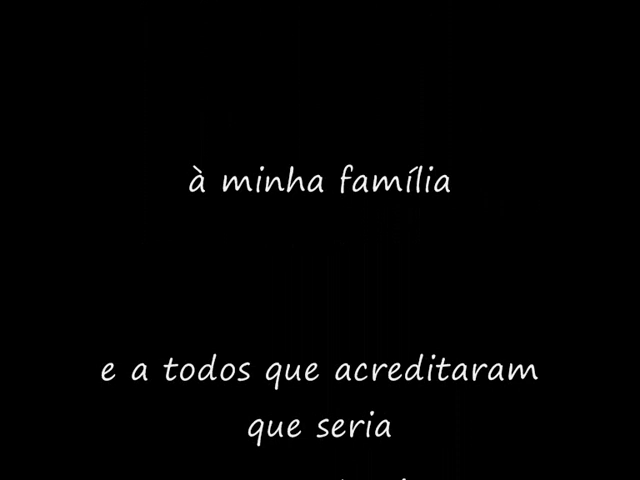 à minha família
e a todos que acreditaram
que seria